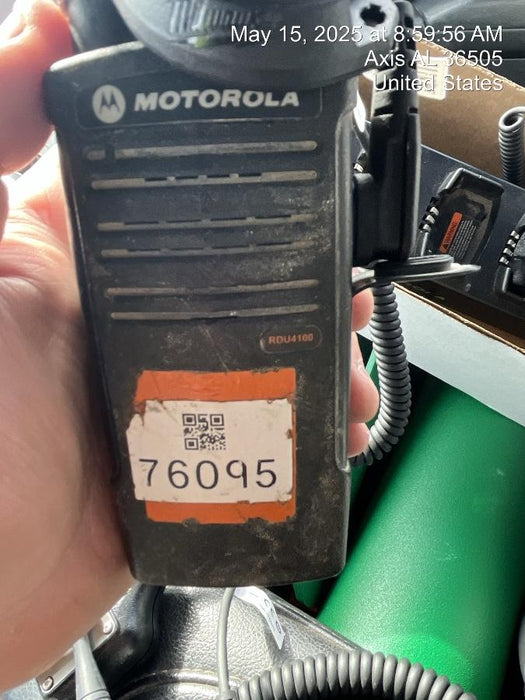 May 15, 2025 at 8:59:56 AM
Axis AL 36505
United States
MOTOROLA
RDU4100
76095